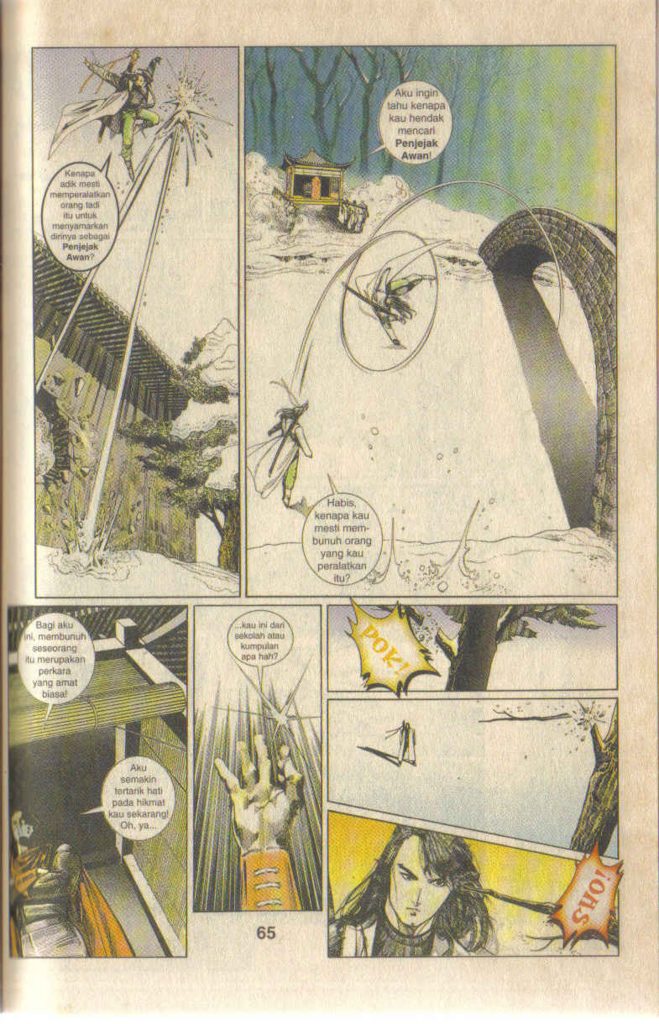 Kenapa
adik mesti
memperalatkan
orang tadi
itu untuk
menyamarkan
dirinya sebagai
Penjejak
Awan?
Aku ingin
tahu kenapa
kau hendak
mencari
Penjejak
Awan!
Habis,
kenapa kau
mesti mem-
bunuh orang
yang kau
peralatkan
itu?
Bagi aku
ini, membunuh
seseorang
itu merupakan
perkara
yang amat
biasa!
Aku
semakin
tertarik hati
pada hikmat
kau sekarang!
Oh, ya...
...kau ini dari
sekolah atau
kumpulan
apa hah?
POK!
SUO!
65